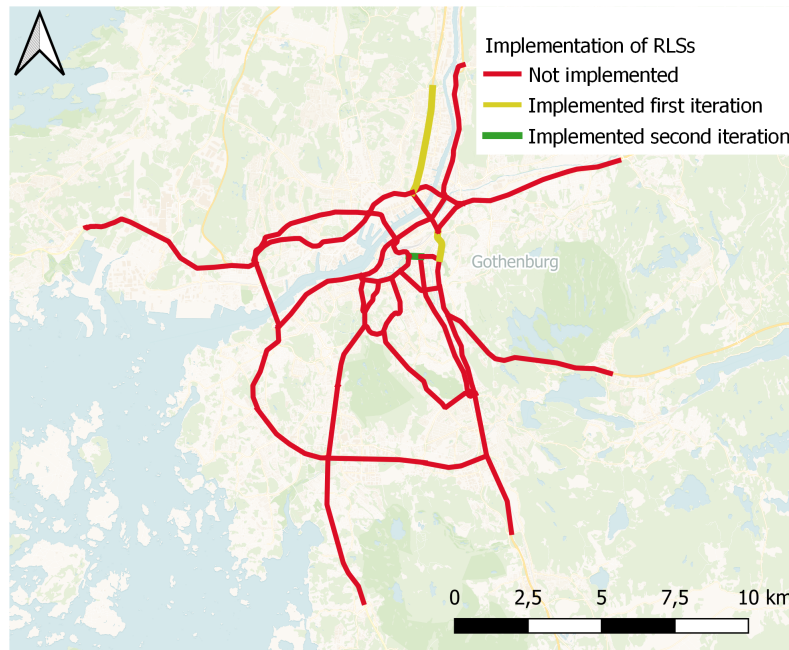 Implementation of RLSs
Not implemented
Implemented first iteration
Implemented second iteration
Gothenburg
0 2,5 5 7,5 10 km